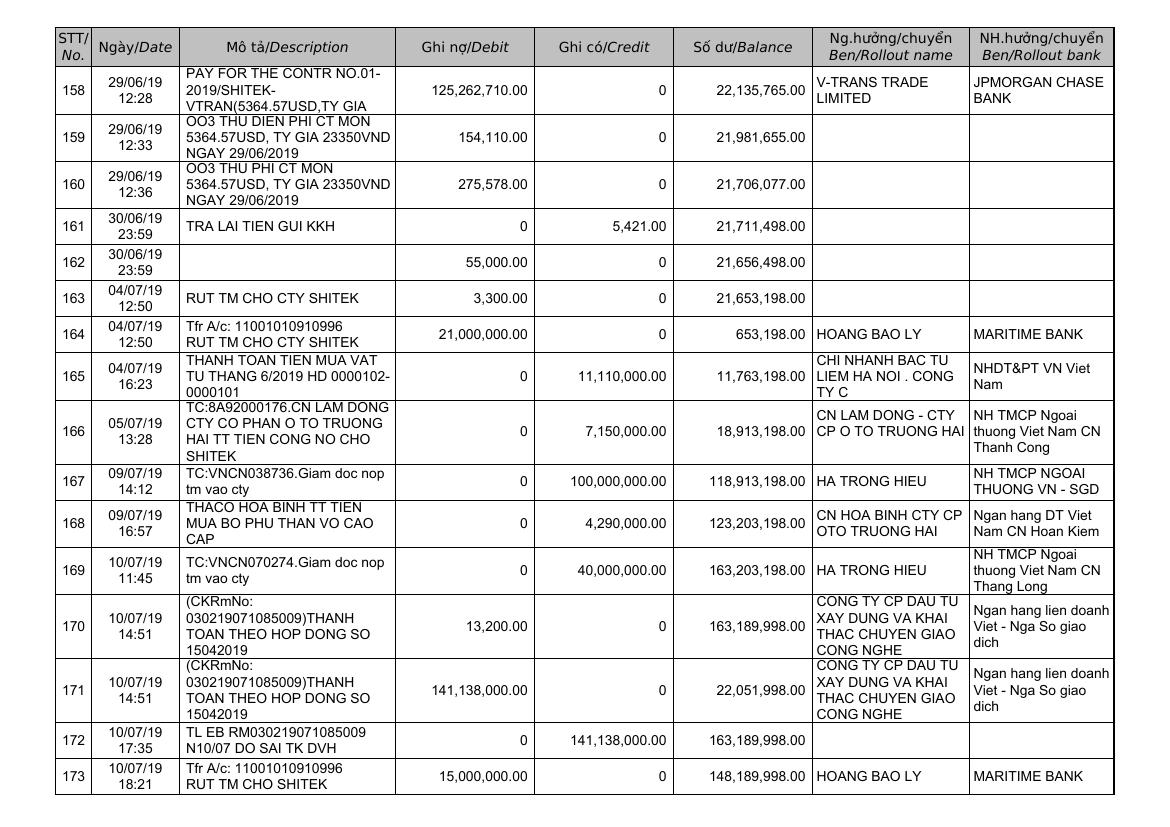 STT/ No. Ngày/Date Mô tả/Description Ghi nợ/Debit Ghi có/Credit Số dư/Balance Ng.hưởng/chuyển Ben/Rollout name NH.hưởng/chuyển Ben/Rollout bank
158 29/06/19 12:28 PAY FOR THE CONTR NO.01-
2019/SHITEK-
VTRAN(5364.57USD,TY GIA 125,262,710.00 0 22,135,765.00 V-TRANS TRADE
LIMITED JPMORGAN CHASE
BANK
159 29/06/19 12:33 OO3 THU DIEN PHI CT MON
5364.57USD, TY GIA 23350VND
NGAY 29/06/2019 154,110.00 0 21,981,655.00
160 29/06/19 12:36 OO3 THU PHI CT MON
5364.57USD, TY GIA 23350VND
NGAY 29/06/2019 275,578.00 0 21,706,077.00
161 30/06/19 23:59 TRA LAI TIEN GUI KKH 0 5,421.00 21,711,498.00
162 30/06/19 23:59 55,000.00 0 21,656,498.00
163 04/07/19 12:50 RUT TM CHO CTY SHITEK 3,300.00 0 21,653,198.00
164 04/07/19 12:50 Tfr A/c: 11001010910996
RUT TM CHO CTY SHITEK 21,000,000.00 0 653,198.00 HOANG BAO LY MARITIME BANK
165 04/07/19 16:23 THANH TOAN TIEN MUA VAT
TU THANG 6/2019 HD 0000102-
0000101 0 11,110,000.00 11,763,198.00 CHI NHANH BAC TU
LIEM HA NOI . CONG
TY C NHDT&PT VN Viet
Nam
166 05/07/19 13:28 TC:8A92000176.CN LAM DONG
CTY CO PHAN O TO TRUONG
HAI TT TIEN CONG NO CHO
SHITEK 0 7,150,000.00 18,913,198.00 CN LAM DONG - CTY
CP O TO TRUONG HAI NH TMCP Ngoai
thuong Viet Nam CN
Thanh Cong
167 09/07/19 14:12 TC:VNCN038736.Giam doc nop
tm vao cty 0 100,000,000.00 118,913,198.00 HA TRONG HIEU NH TMCP NGOAI
THUONG VN - SGD
168 09/07/19 16:57 THACO HOA BINH TT TIEN
MUA BO PHU THAN VO CAO
CAP 0 4,290,000.00 123,203,198.00 CN HOA BINH CTY CP
OTO TRUONG HAI Ngan hang DT Viet
Nam CN Hoan Kiem
169 10/07/19 11:45 TC:VNCN070274.Giam doc nop
tm vao cty 0 40,000,000.00 163,203,198.00 HA TRONG HIEU NH TMCP Ngoai
thuong Viet Nam CN
Thang Long
170 10/07/19 14:51 (CKRmNo:
030219071085009)THANH
TOAN THEO HOP DONG SO
15042019 13,200.00 0 163,189,998.00 CONG TY CP DAU TU
XAY DUNG VA KHAI
THAC CHUYEN GIAO
CONG NGHE Ngan hang lien doanh
Viet - Nga So giao
dich
171 10/07/19 14:51 (CKRmNo:
030219071085009)THANH
TOAN THEO HOP DONG SO
15042019 141,138,000.00 0 22,051,998.00 CONG TY CP DAU TU
XAY DUNG VA KHAI
THAC CHUYEN GIAO
CONG NGHE Ngan hang lien doanh
Viet - Nga So giao
dich
172 10/07/19 17:35 TL EB RM030219071085009
N10/07 DO SAI TK DVH 0 141,138,000.00 163,189,998.00
173 10/07/19 18:21 Tfr A/c: 11001010910996
RUT TM CHO SHITEK 15,000,000.00 0 148,189,998.00 HOANG BAO LY MARITIME BANK